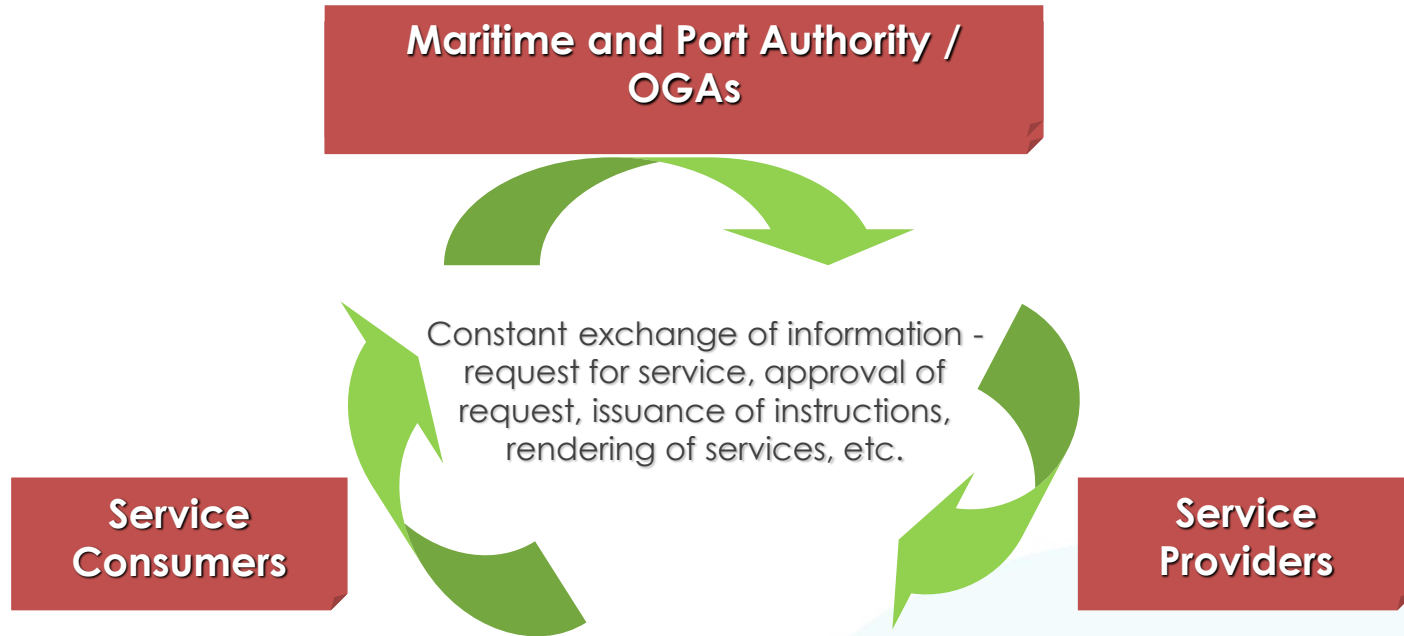 Maritime and Port Authority /
OGAs
Constant exchange of information -
request for service, approval of
request, issuance of instructions,
rendering of services, etc.
Service
Consumers
Service
Providers